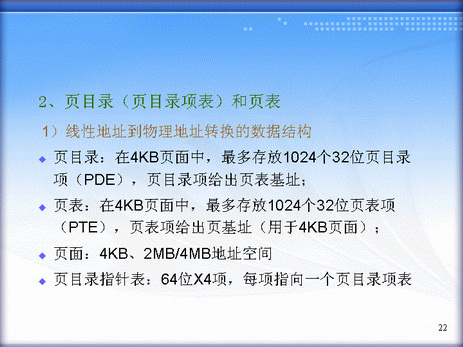 2、页目录（页目录项表）和页表
1）线性地址到物理地址转换的数据结构
页目录：在4KB页面中，最多存放1024个32位页目录
项（PDE），页目录项给出页表基址；
页表：在4KB页面中，最多存放1024个32位页表项
（PTE），页表项给出页基址（用于4KB页面）；
页面：4KB、2MB/4MB地址空间
页目录指针表：64位X4项，每项指向一个页目录项表
22